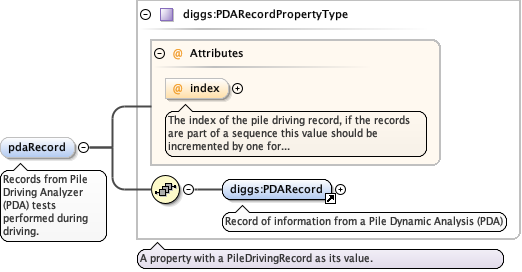 diggs:PDARecordPropertyType
@ Attributes
@ index
The index of the pile driving record, if the records
are part of a sequence this value should be
incremented by one for...
pdaRecord
Records from Pile
Driving Analyzer
(PDA) tests
performed during
driving.
diggs:PDARecord
Record of information from a Pile Dynamic Analysis (PDA)
A property with a PileDrivingRecord as its value.